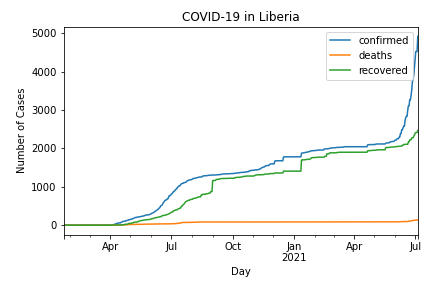 COVID-19 in Liberia
confirmed
deaths
recovered
5000
4000
3000
2000
1000
0
Number of Cases
Apr Jul Oct Jan Apr Jul
2021
Day